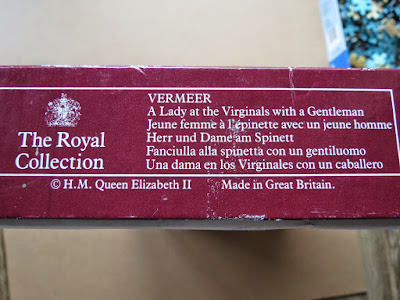 The Royal
Collection
VERMEER
A Lady at the Virginals with a Gentleman
Jeune femme à l'épinette avec un jeune homme
Herr und Dame am Spinett
Fanciulla alla spinetta con un gentiluomo
Una dama en los Virginales con un caballero
© H.M. Queen Elizabeth II Made in Great Britain.